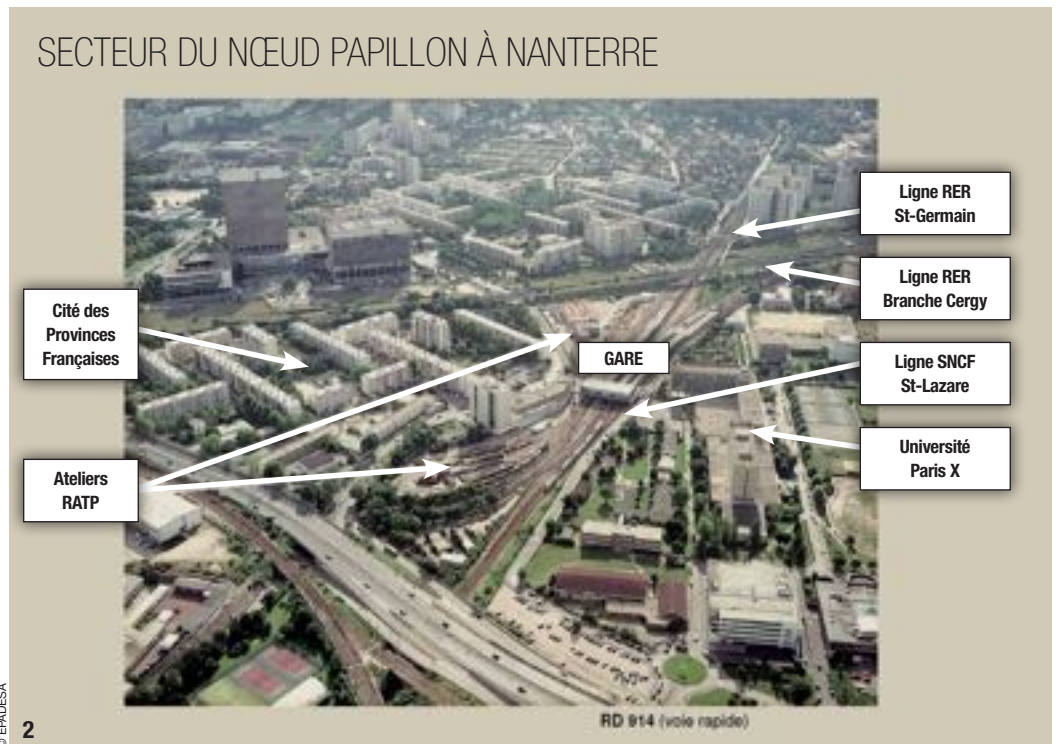 SECTEUR DU NŒUD PAPILLON À NANTERRE
Ligne RER
St-Germain
Ligne RER
Branche Cergy
Cité des
Provinces
Françaises
GARE
Ligne SNCF
St-Lazare
Université
Paris X
Ateliers
RATP
RD 914 (voie rapide)
© EPADESA
2